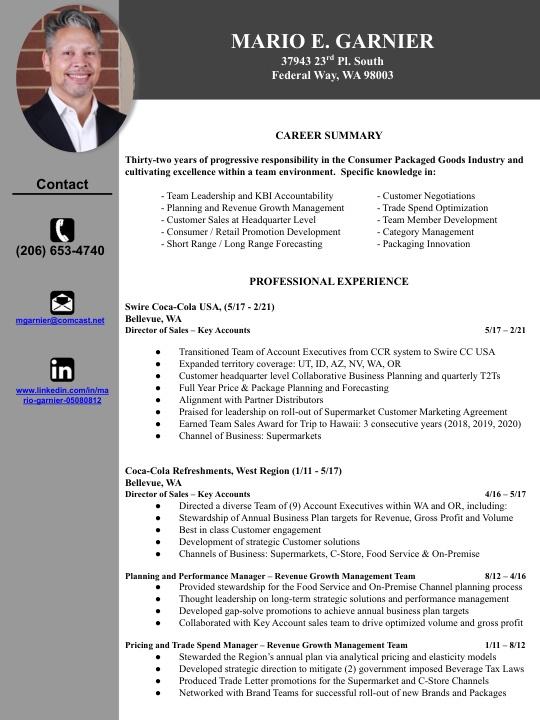 MARIO E. GARNIER
37943 23rd Pl. South
Federal Way, WA 98003
Contact
(206) 653-4740
mgarnier@comcast.net
in
www.linkedin.com/in/ma
rio-garnier-05080812
CAREER SUMMARY
Thirty-two years of progressive responsibility in the Consumer Packaged Goods Industry and
cultivating excellence within a team environment. Specific knowledge in:
- Team Leadership and KBI Accountability
- Planning and Revenue Growth Management
- Customer Sales at Headquarter Level
- Consumer / Retail Promotion Development
- Short Range / Long Range Forecasting
- Customer Negotiations
- Trade Spend Optimization
- Team Member Development
- Category Management
- Packaging Innovation
PROFESSIONAL EXPERIENCE
Swire Coca-Cola USA, (5/17 - 2/21)
Bellevue, WA
Director of Sales – Key Accounts 5/17 – 2/21
● Transitioned Team of Account Executives from CCR system to Swire CC USA
● Expanded territory coverage: UT, ID, AZ, NV, WA, OR
● Customer headquarter level Collaborative Business Planning and quarterly T2Ts
● Full Year Price & Package Planning and Forecasting
● Alignment with Partner Distributors
● Praised for leadership on roll-out of Supermarket Customer Marketing Agreement
● Earned Team Sales Award for Trip to Hawaii: 3 consecutive years (2018, 2019, 2020)
● Channel of Business: Supermarkets
Coca-Cola Refreshments, West Region (1/11 - 5/17)
Bellevue, WA
Director of Sales – Key Accounts 4/16 – 5/17
● Directed a diverse Team of (9) Account Executives within WA and OR, including:
● Stewardship of Annual Business Plan targets for Revenue, Gross Profit and Volume
● Best in class Customer engagement
● Development of strategic Customer solutions
● Channels of Business: Supermarkets, C-Store, Food Service & On-Premise
Planning and Performance Manager – Revenue Growth Management Team 8/12 – 4/16
● Provided stewardship for the Food Service and On-Premise Channel planning process
● Thought leadership on long-term strategic solutions and performance management
● Developed gap-solve promotions to achieve annual business plan targets
● Collaborated with Key Account sales team to drive optimized volume and gross profit
Pricing and Trade Spend Manager – Revenue Growth Management Team 1/11 – 8/12
● Stewarded the Region's annual plan via analytical pricing and elasticity models
● Developed strategic direction to mitigate (2) government imposed Beverage Tax Laws
● Produced Trade Letter promotions for the Supermarket and C-Store Channels
● Networked with Brand Teams for successful roll-out of new Brands and Packages